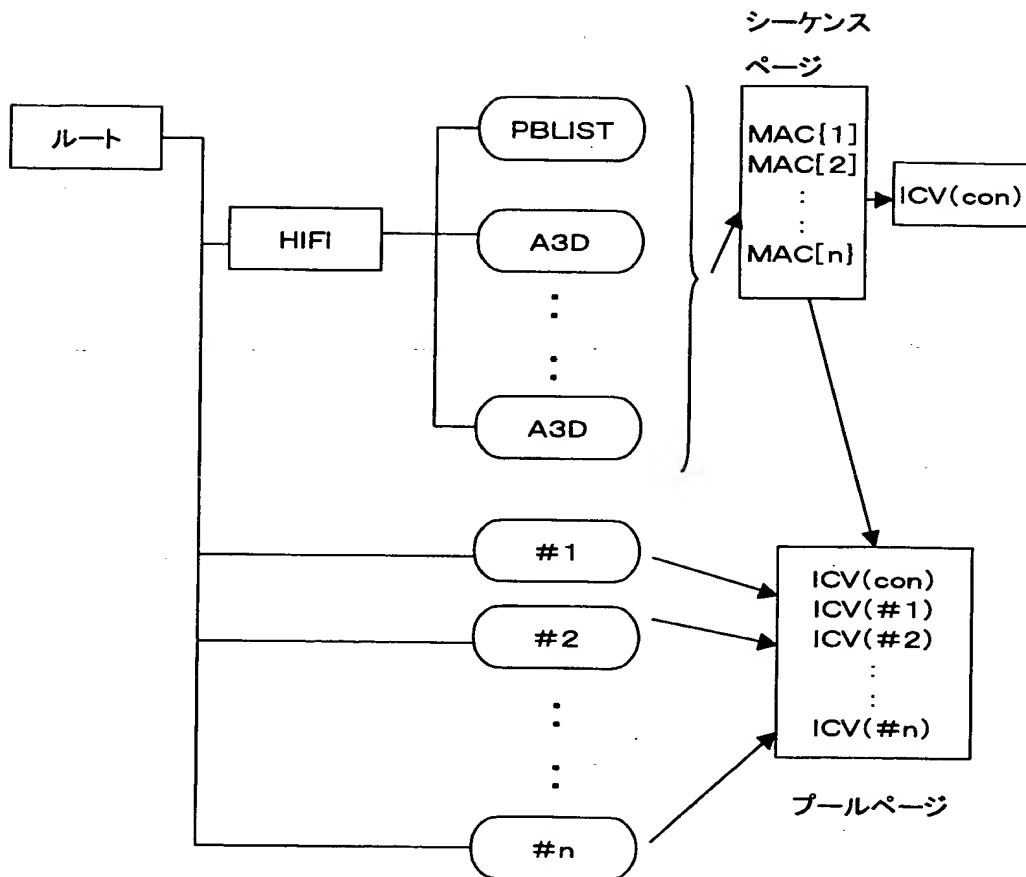 シーケンス
ページ
ルート
HIFI
PBLIST
A3D
A3D
MAC{1]
MAC[2]
MAC[n}
ICV(con)
#1
#2
#n
ICV(con)
ICV(#1)
ICV(#2)
ICV(#n)
プールページ